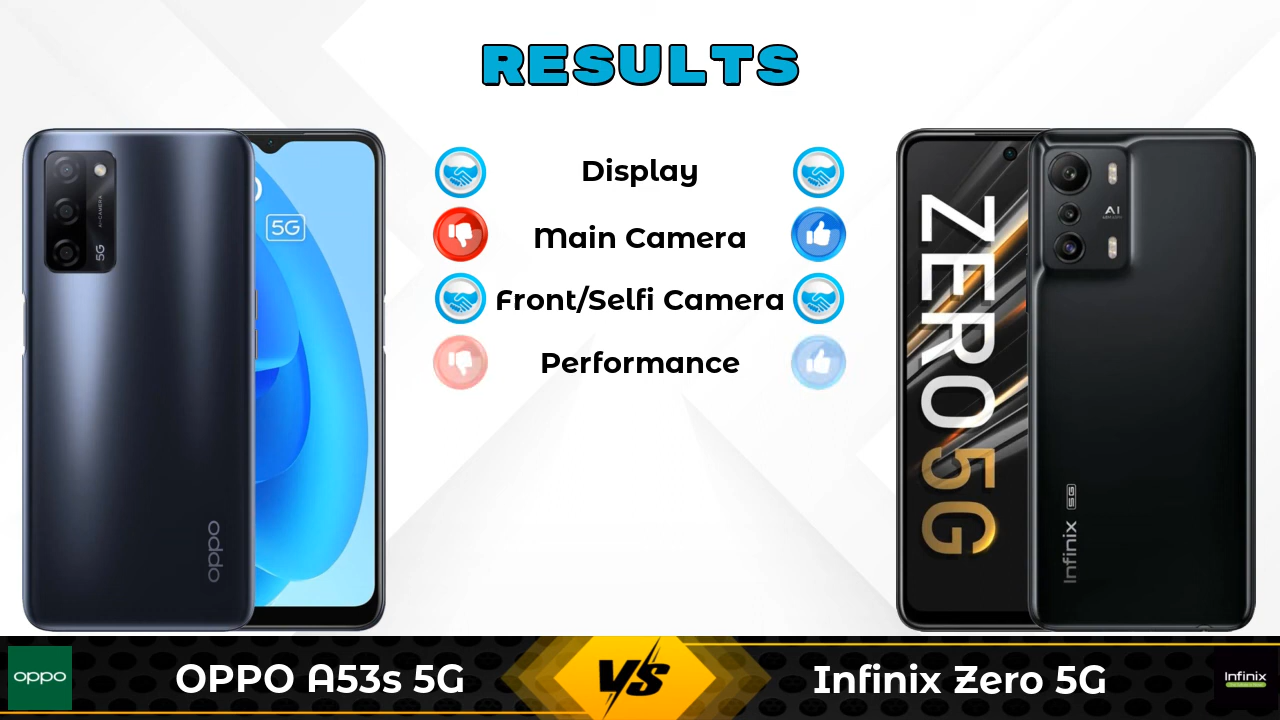 RESULTS
Display
Main Camera
Front/Selfi Camera
Performance
5G
5G
oppo
ZERO 5G
AI
Infinix 5G
oppo
OPPO A53s 5G
VS
Infinix Zero 5G
Infinix